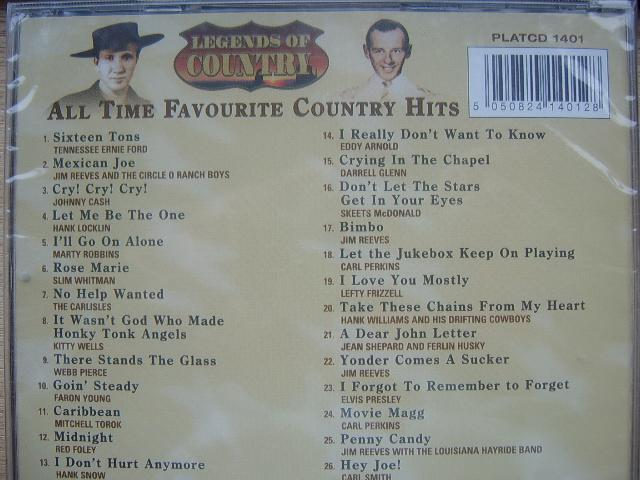 LEGENDS OF
COUNTRY
PLATCD 1401
5 050824 140128
ALL TIME FAVOURITE COUNTRY HITS
1. Sixteen Tons
TENNESSEE ERNIE FORD
2. Mexican Joe
JIM REEVES AND THE CIRCLE O RANCH BOYS
3. Cry! Cry! Cry!
JOHNNY CASH
4. Let Me Be The One
HANK LOCKLIN
5. I'll Go On Alone
MARTY ROBBINS
6. Rose Marie
SLIM WHITMAN
7. No Help Wanted
THE CARLISLES
8. It Wasn't God Who Made
Honky Tonk Angels
KITTY WELLS
9. There Stands The Glass
WEBB PIERCE
10. Goin' Steady
FARON YOUNG
11. Caribbean
MITCHELL TOROK
12. Midnight
RED FOLEY
13. I Don't Hurt Anymore
HANK SNOW
14. I Really Don't Want To Know
EDDY ARNOLD
15. Crying In The Chapel
DARRELL GLENN
16. Don't Let The Stars
Get In Your Eyes
SKEETS McDONALD
17. Bimbo
JIM REEVES
18. Let the Jukebox Keep On Playing
CARL PERKINS
19. I Love You Mostly
LEFTY FRIZZELL
20. Take These Chains From My Heart
HANK WILLIAMS AND HIS DRIFTING COWBOYS
21. A Dear John Letter
JEAN SHEPARD AND FERLIN HUSKY
22. Yonder Comes A Sucker
JIM REEVES
23. I Forgot To Remember to Forget
ELVIS PRESLEY
24. Movie Magg
CARL PERKINS
25. Penny Candy
JIM REEVES WITH THE LOUISIANA HAYRIDE BAND
26. Hey Joe!
CARL SMITH